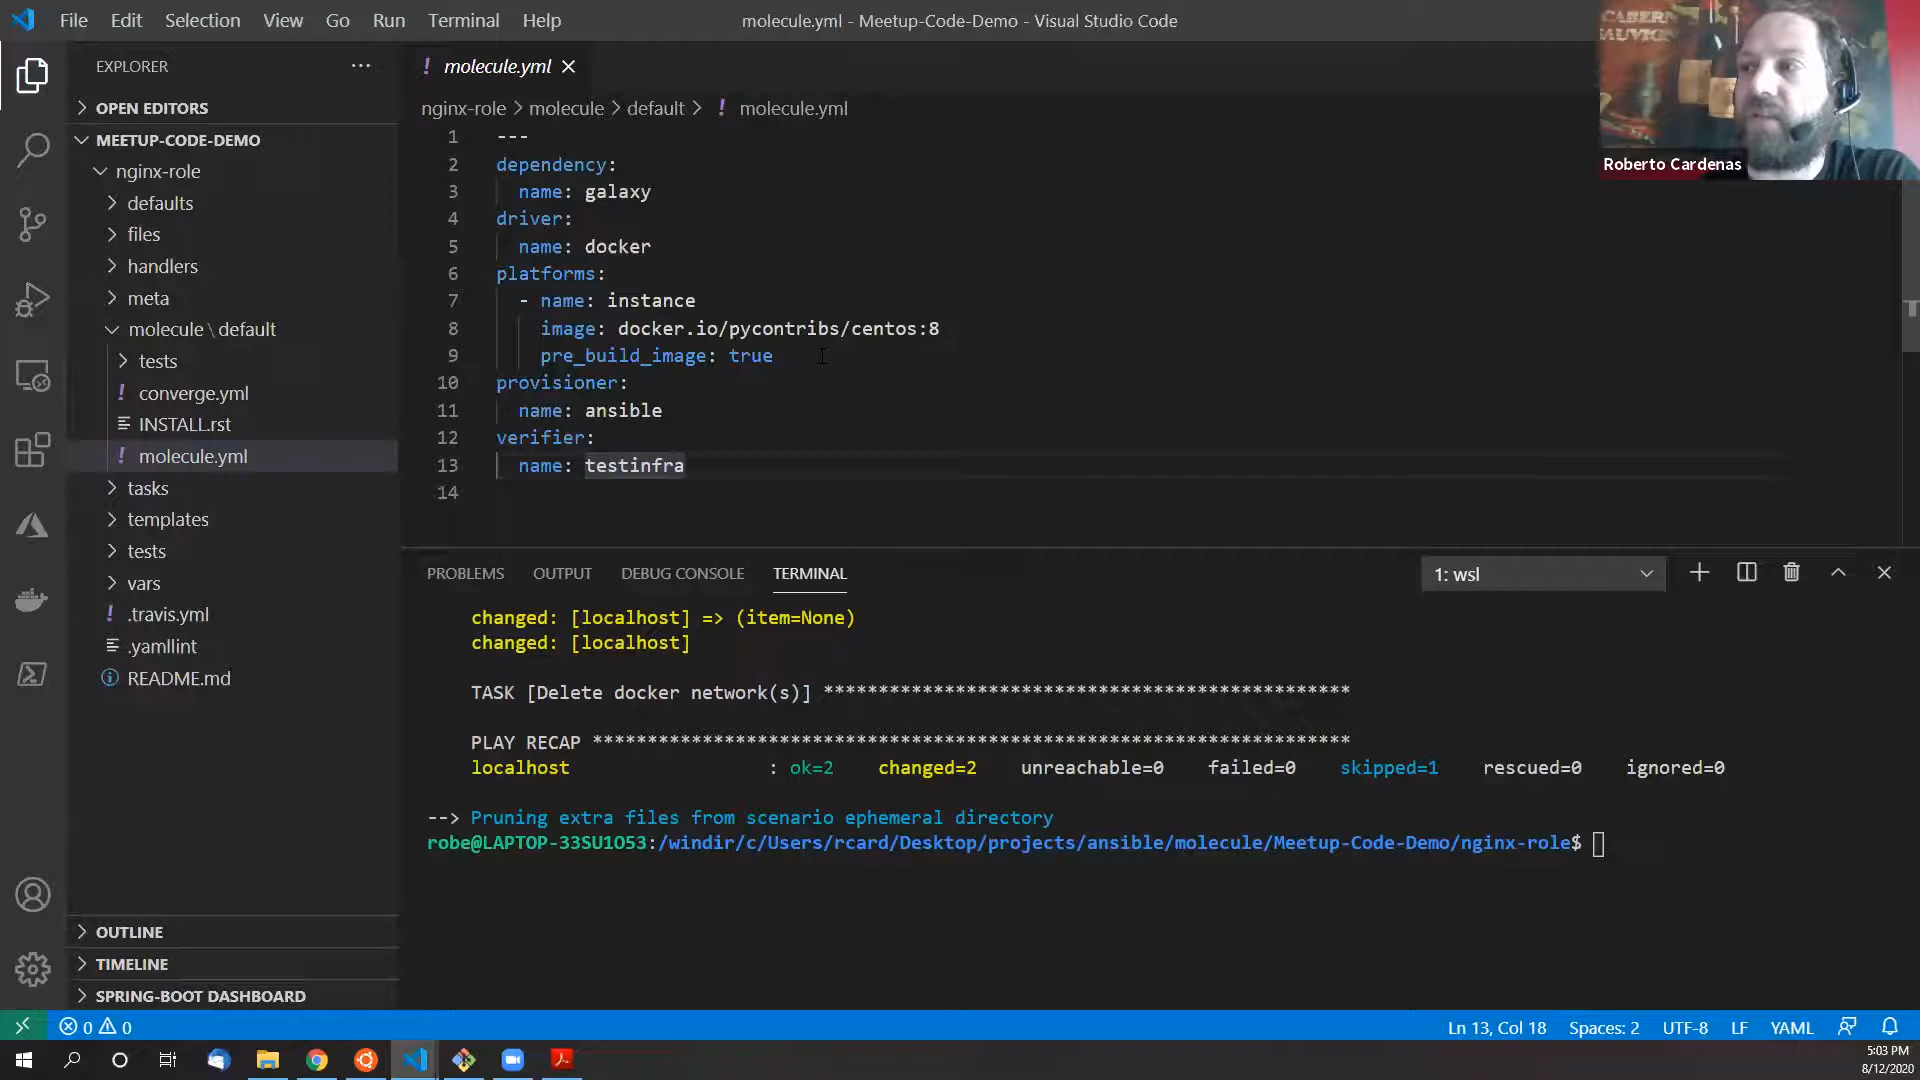 File Edit Selection View Go Run Terminal Help
molecule.yml - Meetup-Code-Demo - Visual Studio Code
CABERN
SAUVIGN
Roberto Cardenas
EXPLORER
OPEN EDITORS
MEETUP-CODE-DEMO
nginx-role
defaults
files
handlers
meta
molecule \ default
tests
converge.yml
INSTALL.rst
molecule.yml
tasks
templates
tests
vars
.travis.yml
.yamllint
README.md
OUTLINE
TIMELINE
SPRING-BOOT DASHBOARD
! molecule.yml
nginx-role > molecule > default > ! molecule.yml
1 ---
2 dependency:
3   name: galaxy
4 driver:
5   name: docker
6 platforms:
7   - name: instance
8     image: docker.io/pycontribs/centos:8
9     pre_build_image: true
10 provisioner:
11   name: ansible
12 verifier:
13   name: testinfra
14
PROBLEMS OUTPUT DEBUG CONSOLE TERMINAL 1: wsl
changed: [localhost] => (item=None)
changed: [localhost]
TASK [Delete docker network(s)] ************************************************
PLAY RECAP *********************************************************************
localhost : ok=2 changed=2 unreachable=0 failed=0 skipped=1 rescued=0 ignored=0
--> Pruning extra files from scenario ephemeral directory
robe@LAPTOP-33SU1O53:/windir/c/Users/rcard/Desktop/projects/ansible/molecule/Meetup-Code-Demo/nginx-role$
0 0
Ln 13, Col 18 Spaces: 2 UTF-8 LF YAML
5:03 PM
8/12/2020